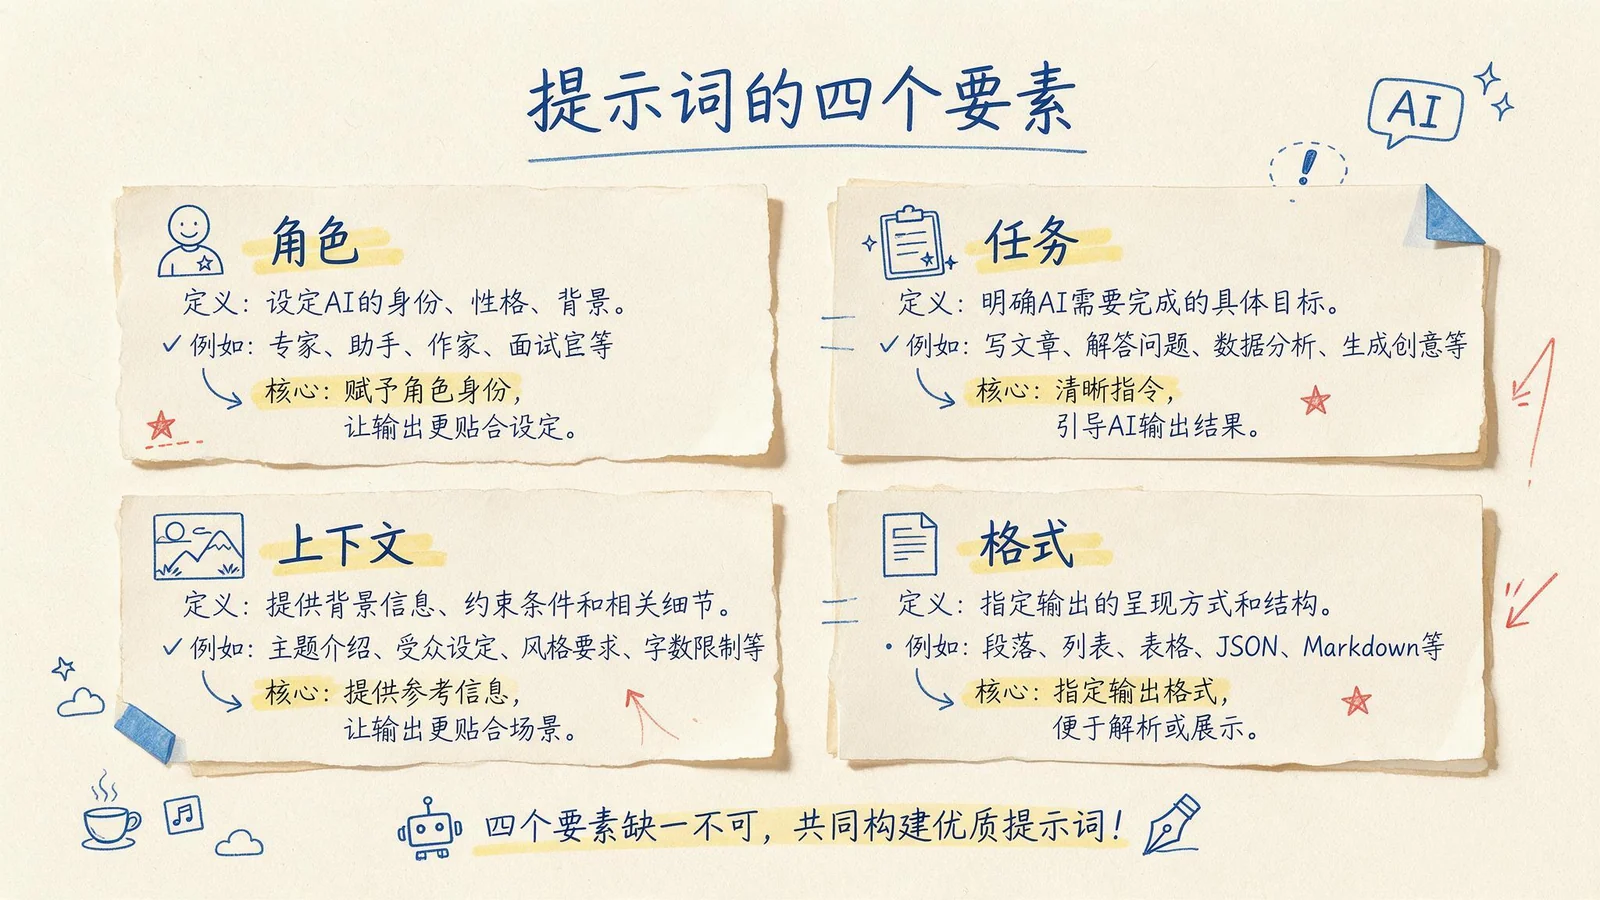 提示词的四个要素
AI
!
角色
定义：设定AI的身份、性格、背景。
✓ 例如：专家、助手、作家、面试官等
核心：赋予角色身份，
让输出更贴合设定。
任务
定义：明确AI需要完成的具体目标。
✓ 例如：写文章、解答问题、数据分析、生成创意等
核心：清晰指令，
引导AI输出结果。
上下文
定义：提供背景信息、约束条件和相关细节。
✓ 例如：主题介绍、受众设定、风格要求、字数限制等
核心：提供参考信息，
让输出更贴合场景。
格式
定义：指定输出的呈现方式和结构。
• 例如：段落、列表、表格、JSON、Markdown等
核心：指定输出格式，
便于解析或展示。
四个要素缺一不可，共同构建优质提示词！